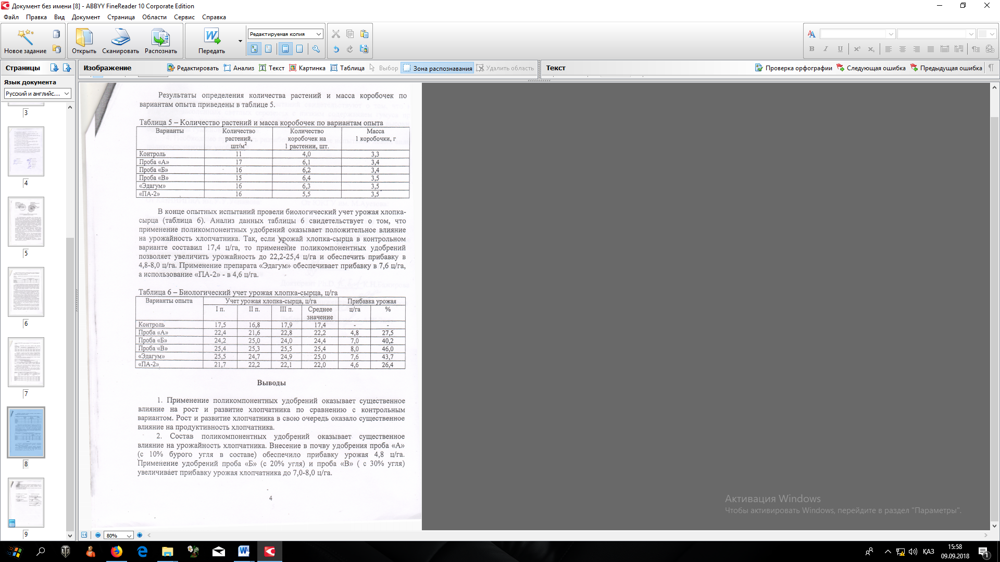 Документ без имени [8] - ABBYY FineReader 10 Corporate Edition
Файл Правка Вид Документ Страница Области Сервис Справка
Новое задание Открыть Сканировать Распознать Передать Редактируемая копия
Страницы Изображение Редактировать Анализ Текст Картинка Таблица Выбор Зона распознавания Удалить область Текст Проверка орфографии Следующая ошибка Предыдущая ошибка
Язык документа
Русский и английс...
3
4
5
6
7
8
9
Результаты определения количества растений и масса коробочек по
вариантам опыта приведены в таблице 5.
Таблица 5 – Количество растений и масса коробочек по вариантам опыта
Варианты Количество растений, шт/м² Количество коробочек на 1 растении, шт. Масса 1 коробочки, г
Контроль 11 4,0 3,3
Проба «А» 17 6,1 3,4
Проба «Б» 16 6,2 3,4
Проба «В» 15 6,4 3,5
«Эдагум» 16 6,3 3,5
«ПА-2» 16 5,5 3,5
В конце опытных испытаний провели биологический учет урожая хлопка-
сырца (таблица 6). Анализ данных таблицы 6 свидетельствует о том, что
применение поликомпонентных удобрений оказывает положительное влияние
на урожайность хлопчатника. Так, если урожай хлопка-сырца в контрольном
варианте составил 17,4 ц/га, то применение поликомпонентных удобрений
позволяет увеличить урожайность до 22,2-25,4 ц/га и обеспечить прибавку в
4,8-8,0 ц/га. Применение препарата «Эдагум» обеспечивает прибавку в 7,6 ц/га,
а использование «ПА-2» - в 4,6 ц/га.
Таблица 6 – Биологический учет урожая хлопка-сырца, ц/га
Варианты опыта Учет урожая хлопка-сырца, ц/га Прибавка урожая
I п. II п. III п. Среднее значение ц/га %
Контроль 17,5 16,8 17,9 17,4 - -
Проба «А» 22,4 21,6 22,8 22,2 4,8 27,5
Проба «Б» 24,2 25,0 24,0 24,4 7,0 40,2
Проба «В» 25,4 25,3 25,5 25,4 8,0 46,0
«Эдагум» 25,5 24,7 24,9 25,0 7,6 43,7
«ПА-2» 21,7 22,2 22,1 22,0 4,6 26,4
Выводы
1. Применение поликомпонентных удобрений оказывает существенное
влияние на рост и развитие хлопчатника по сравнению с контрольным
вариантом. Рост и развитие хлопчатника в свою очередь оказало существенное
влияние на продуктивность хлопчатника.
2. Состав поликомпонентных удобрений оказывает существенное
влияние на урожайность хлопчатника. Внесение в почву удобрения проба «А»
(с 10% бурого угля в составе) обеспечило прибавку урожая 4,8 ц/га.
Применение удобрений проба «Б» (с 20% угля) и проба «В» ( с 30% угля)
увеличивает прибавку урожая хлопчатника до 7,0-8,0 ц/га.
4
Активация Windows
Чтобы активировать Windows, перейдите в раздел "Параметры".
80%
ҚАЗ
15:58
09.09.2018
1